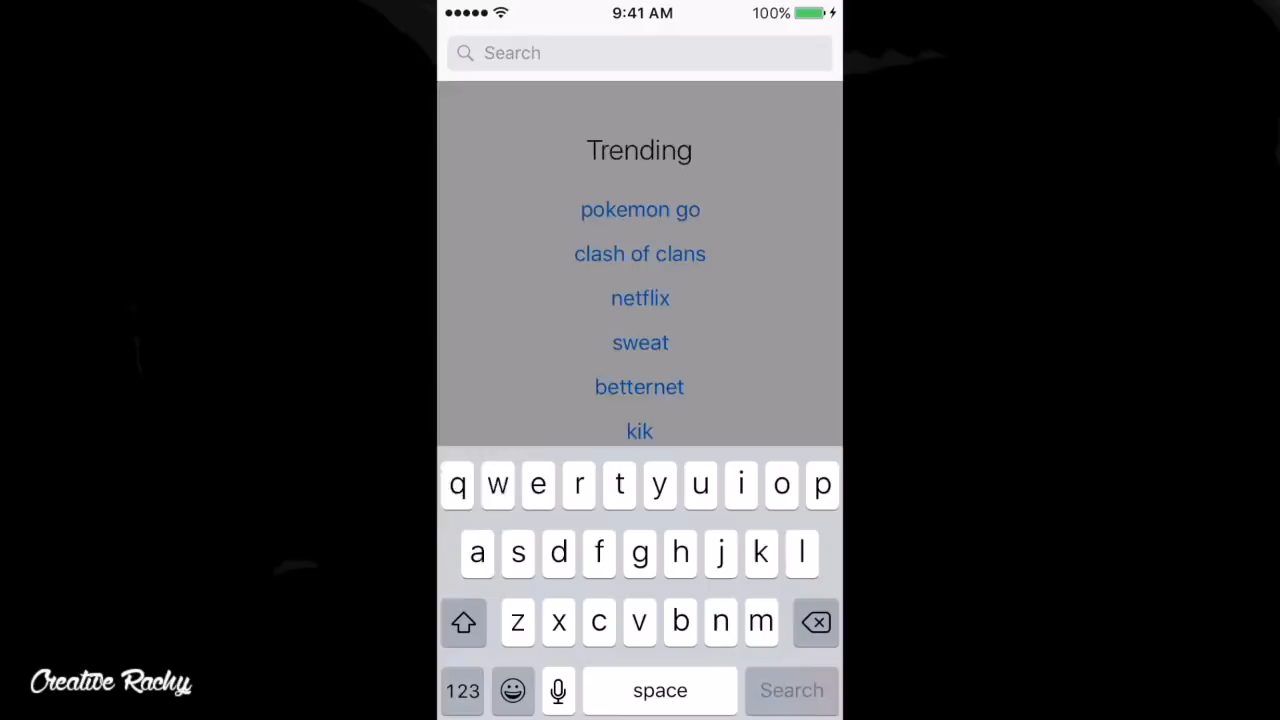 9:41 AM
100%
Search
Trending
pokemon go
clash of clans
netflix
sweat
betternet
kik
q w e r t y u i o p
a s d f g h j k l
z x c v b n m
123 space Search
Creative Rachy